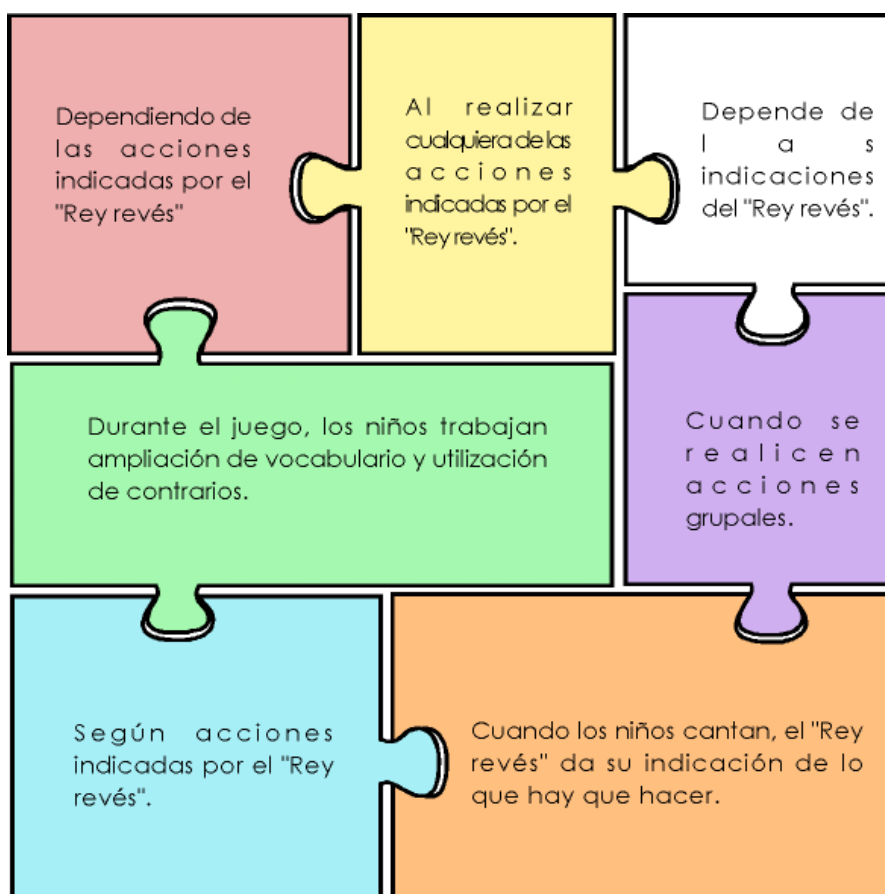 Dependiendo de
las acciones
indicadas por el
"Rey revés"
Al realizar
cualquiera de las
acciones
indicadas por el
"Rey revés".
Depende de
las
indicaciones
del "Rey revés".
Durante el juego, los niños trabajan
ampliación de vocabulario y utilización
de contrarios.
Cuando se
realicen
acciones
grupales.
Según acciones
indicadas por el "Rey
revés".
Cuando los niños cantan, el "Rey
revés" da su indicación de lo
que hay que hacer.